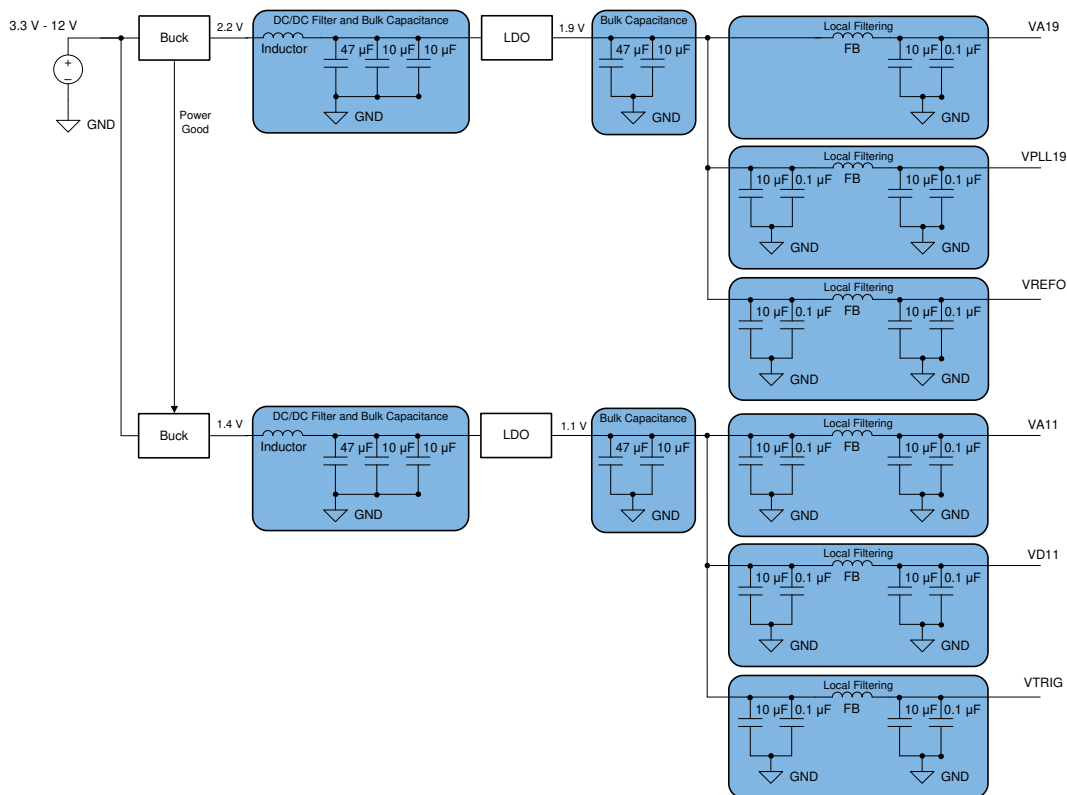 3.3 V - 12 V
+
–
GND
Buck
2.2 V
Power
Good
DC/DC Filter and Bulk Capacitance
Inductor
47 µF
10 µF
10 µF
GND
LDO
1.9 V
Bulk Capacitance
47 µF
10 µF
GND
Local Filtering
FB
10 µF
0.1 µF
GND
VA19
Local Filtering
10 µF
0.1 µF
FB
10 µF
0.1 µF
GND
GND
VPLL19
Local Filtering
10 µF
0.1 µF
FB
10 µF
0.1 µF
GND
GND
VREFO
Buck
1.4 V
DC/DC Filter and Bulk Capacitance
Inductor
47 µF
10 µF
10 µF
GND
LDO
1.1 V
Bulk Capacitance
47 µF
10 µF
GND
Local Filtering
10 µF
0.1 µF
FB
10 µF
0.1 µF
GND
GND
VA11
Local Filtering
10 µF
0.1 µF
FB
10 µF
0.1 µF
GND
GND
VD11
Local Filtering
10 µF
0.1 µF
FB
10 µF
0.1 µF
GND
GND
VTRIG